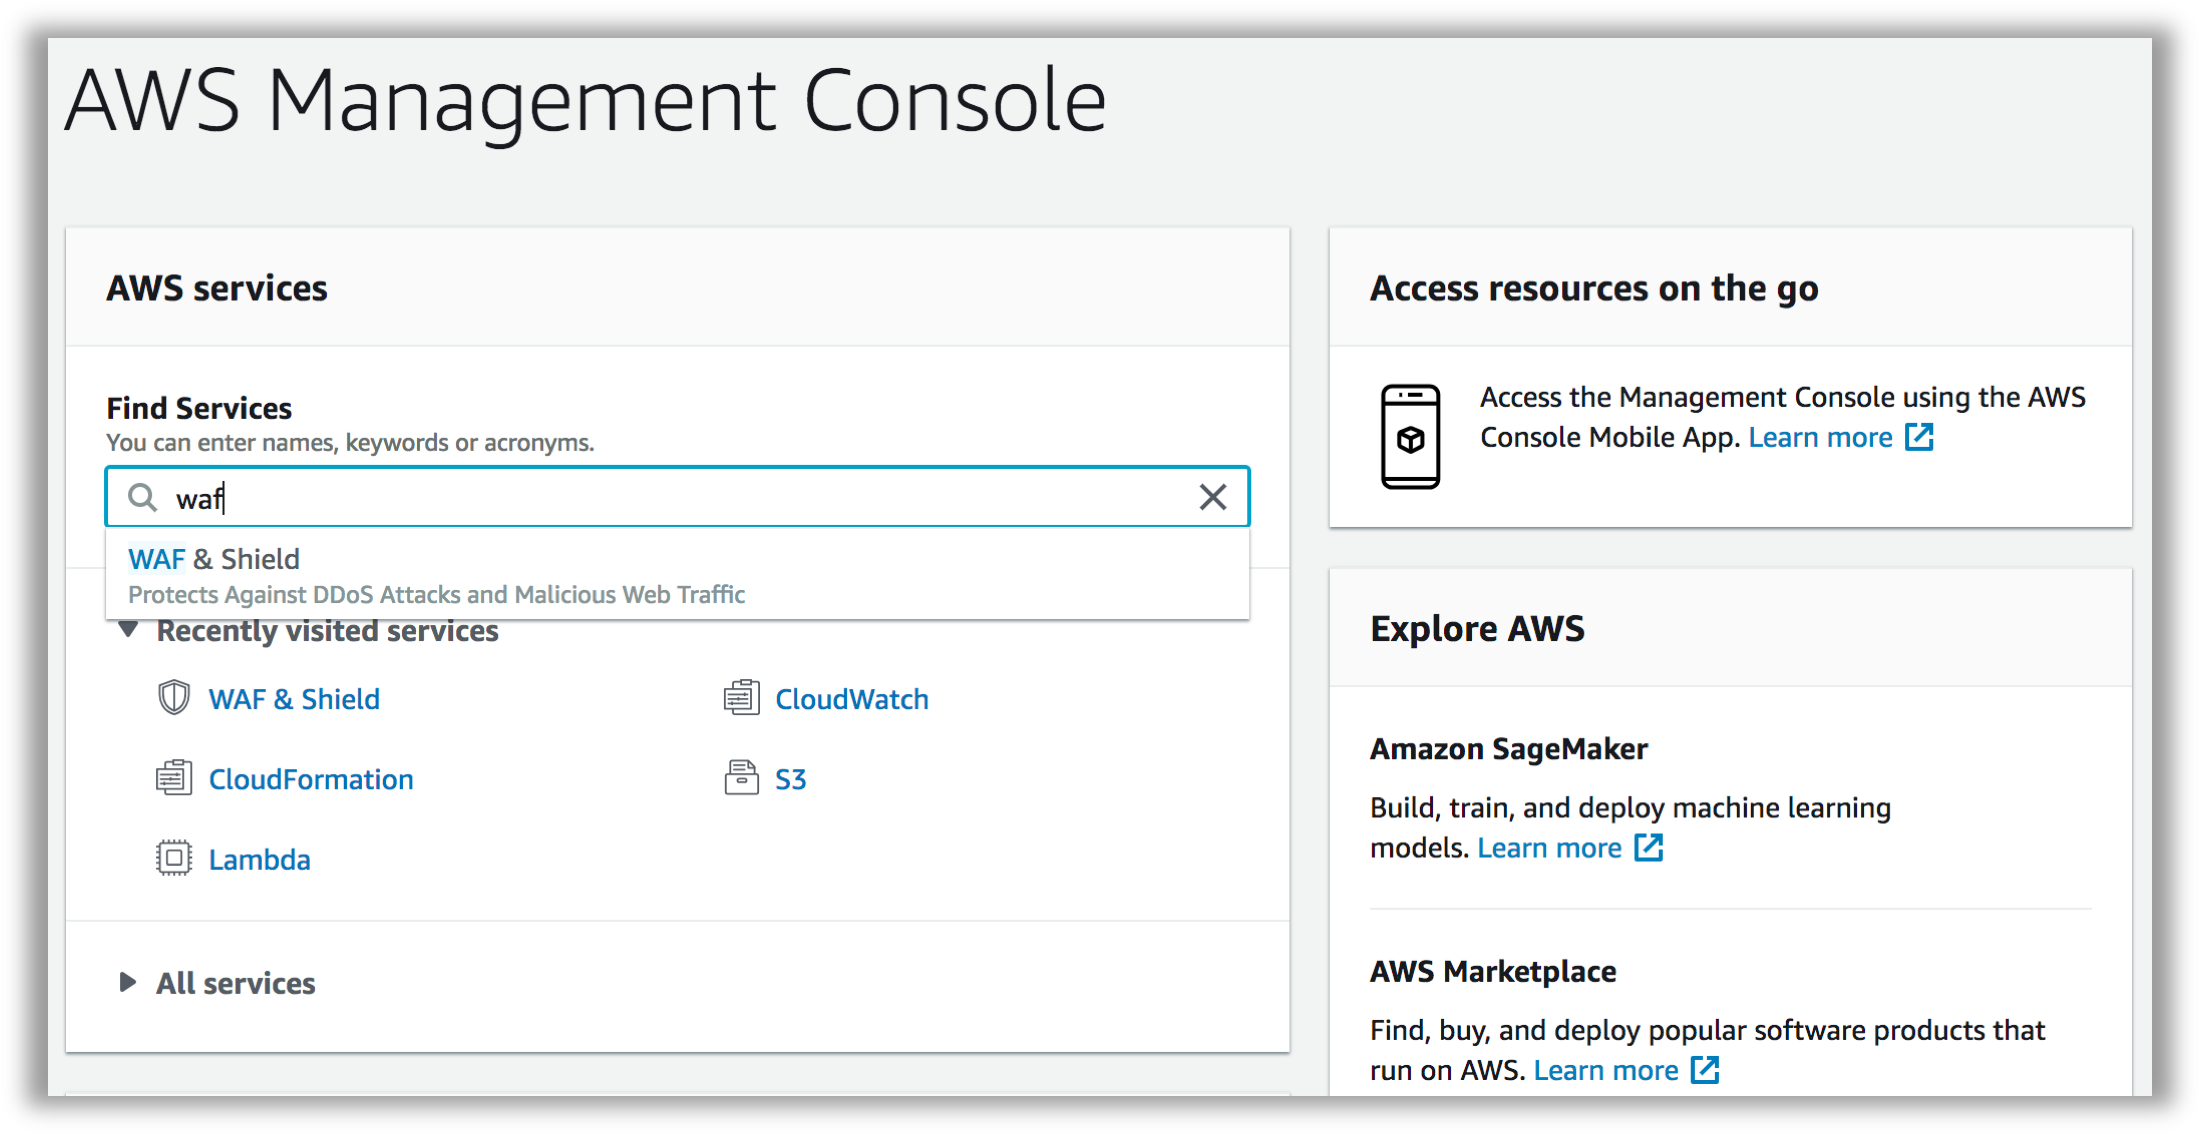 AWS Management Console
AWS services
Find Services
You can enter names, keywords or acronyms.
waf
WAF & Shield
Protects Against DDoS Attacks and Malicious Web Traffic
Recently visited services
WAF & Shield
CloudWatch
CloudFormation
S3
Lambda
All services
Access resources on the go
Access the Management Console using the AWS
Console Mobile App. Learn more
Explore AWS
Amazon SageMaker
Build, train, and deploy machine learning
models. Learn more
AWS Marketplace
Find, buy, and deploy popular software products that
run on AWS. Learn more